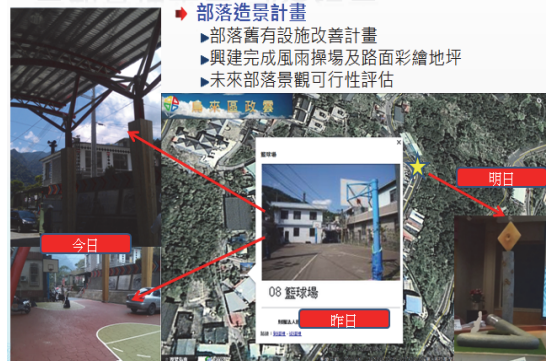 部落造景計畫
部落舊有設施改善計畫
興建完成風雨操場及路面彩繪地坪
未來部落景觀可行性評估
烏來區政雲
籃球場
明日
今日
08 籃球場
昨日